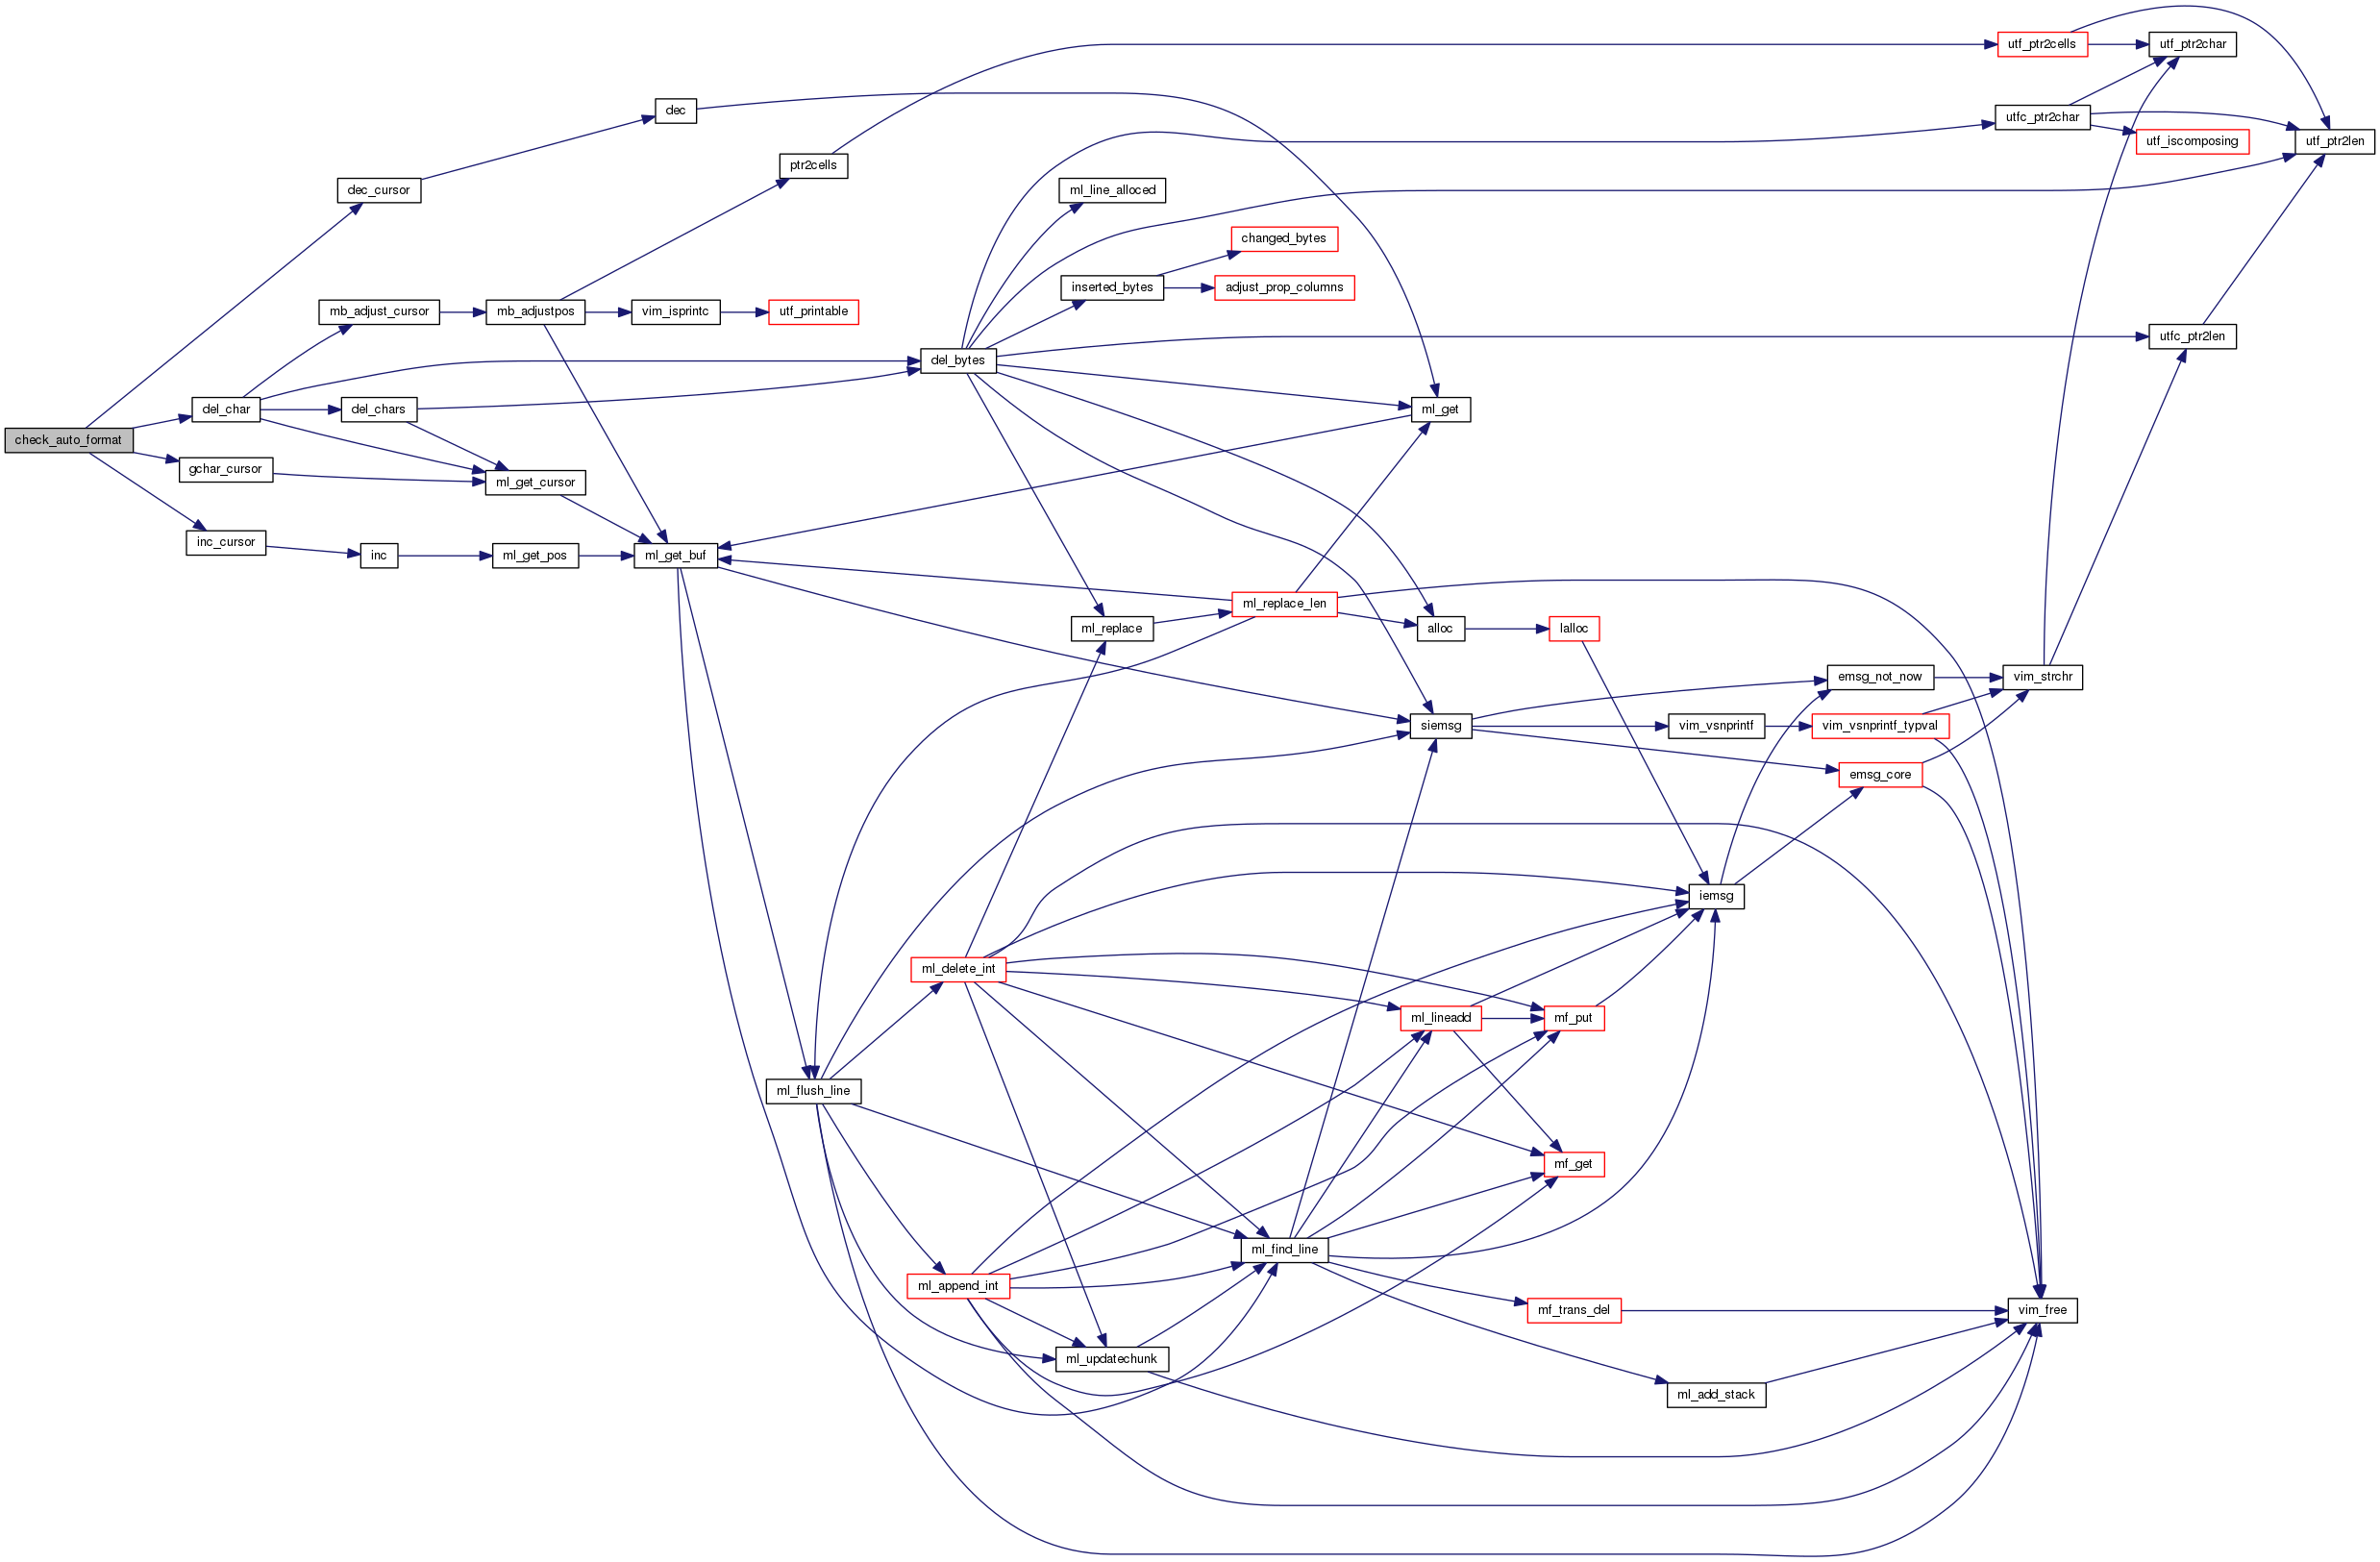 utf_ptr2cells
utf_ptr2char
dec
utfc_ptr2char
utf_iscomposing
utf_ptr2len
ptr2cells
dec_cursor
ml_line_alloced
changed_bytes
inserted_bytes
adjust_prop_columns
mb_adjust_cursor
mb_adjustpos
vim_isprintc
utf_printable
utfc_ptr2len
del_bytes
del_char
del_chars
ml_get
check_auto_format
gchar_cursor
ml_get_cursor
inc_cursor
inc
ml_get_pos
ml_get_buf
ml_replace_len
ml_replace
alloc
lalloc
emsg_not_now
vim_strchr
siemsg
vim_vsnprintf
vim_vsnprintf_typval
emsg_core
iemsg
ml_delete_int
ml_lineadd
mf_put
ml_flush_line
mf_get
ml_find_line
ml_append_int
mf_trans_del
vim_free
ml_updatechunk
ml_add_stack